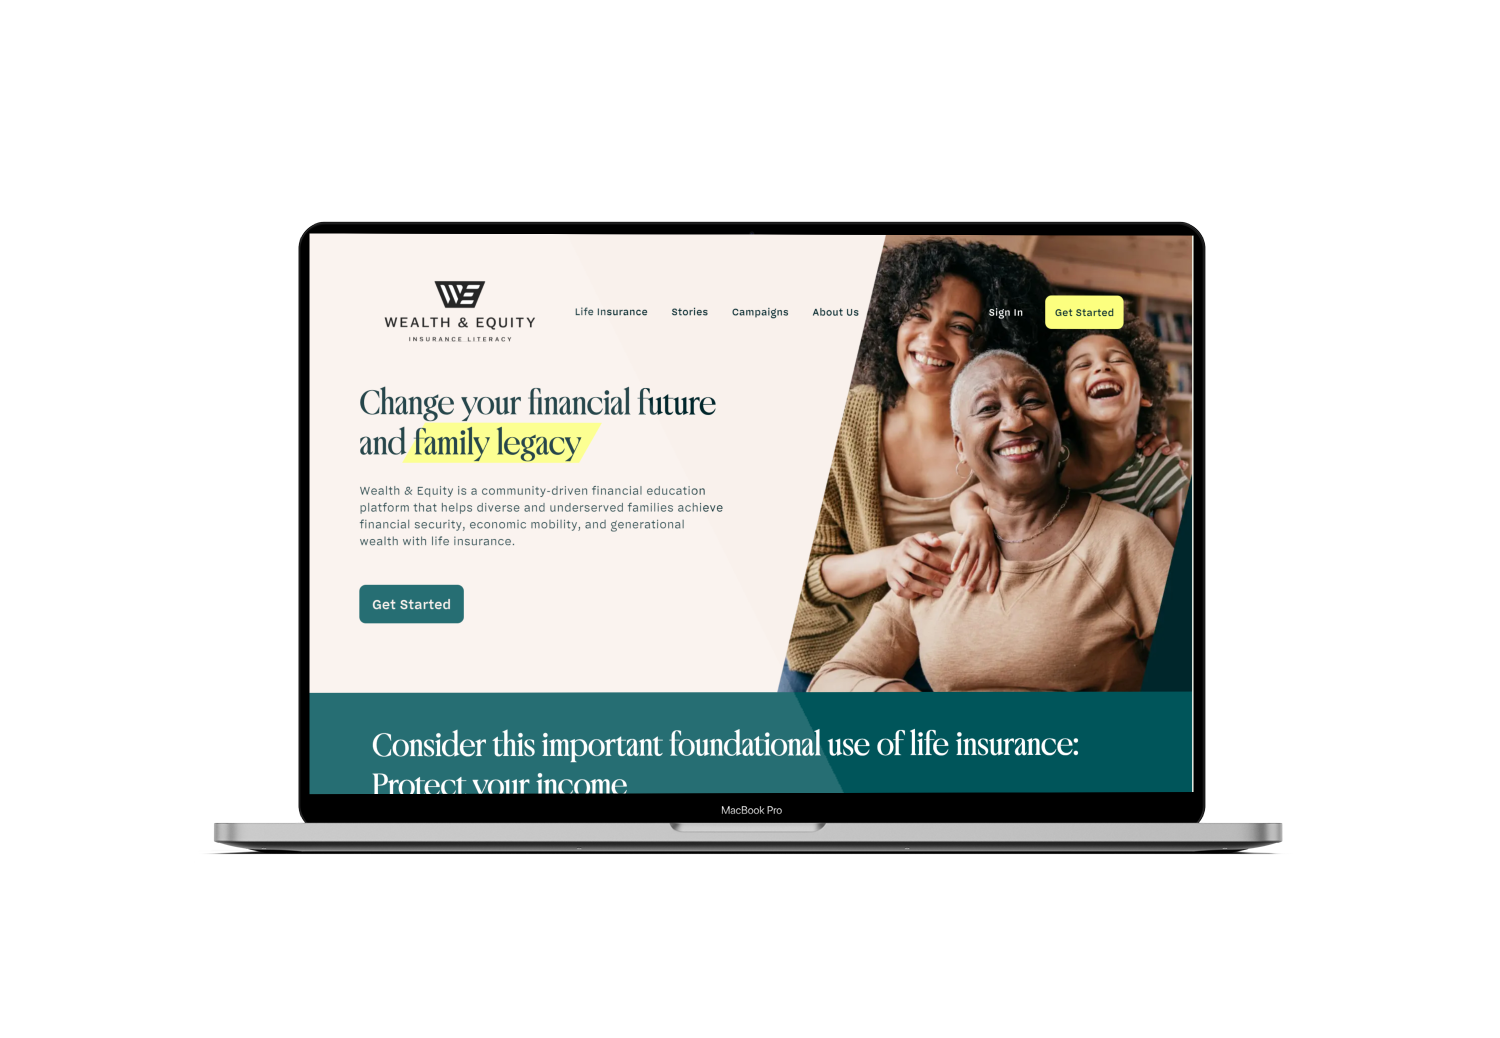 WEALTH & EQUITY
INSURANCE LITERACY
Life Insurance
Stories
Campaigns
About Us
Sign In
Get Started
Change your financial future
and family legacy
Wealth & Equity is a community-driven financial education
platform that helps diverse and underserved families achieve
financial security, economic mobility, and generational
wealth with life insurance.
Get Started
Consider this important foundational use of life insurance:
Protect your income
MacBook Pro